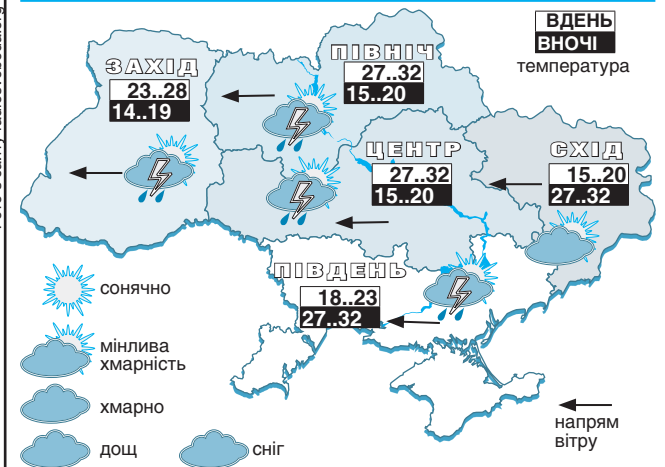 ВДЕНЬ
ВНОЧІ
температура
ПІВНІЧ
27..32
15..20
ЗАХІД
23..28
14..19
ЦЕНТР
27..32
15..20
СХІД
15..20
27..32
ПІВДЕНЬ
18..23
27..32
сонячно
мінлива
хмарність
хмарно
дощ
сніг
напрям
вітру